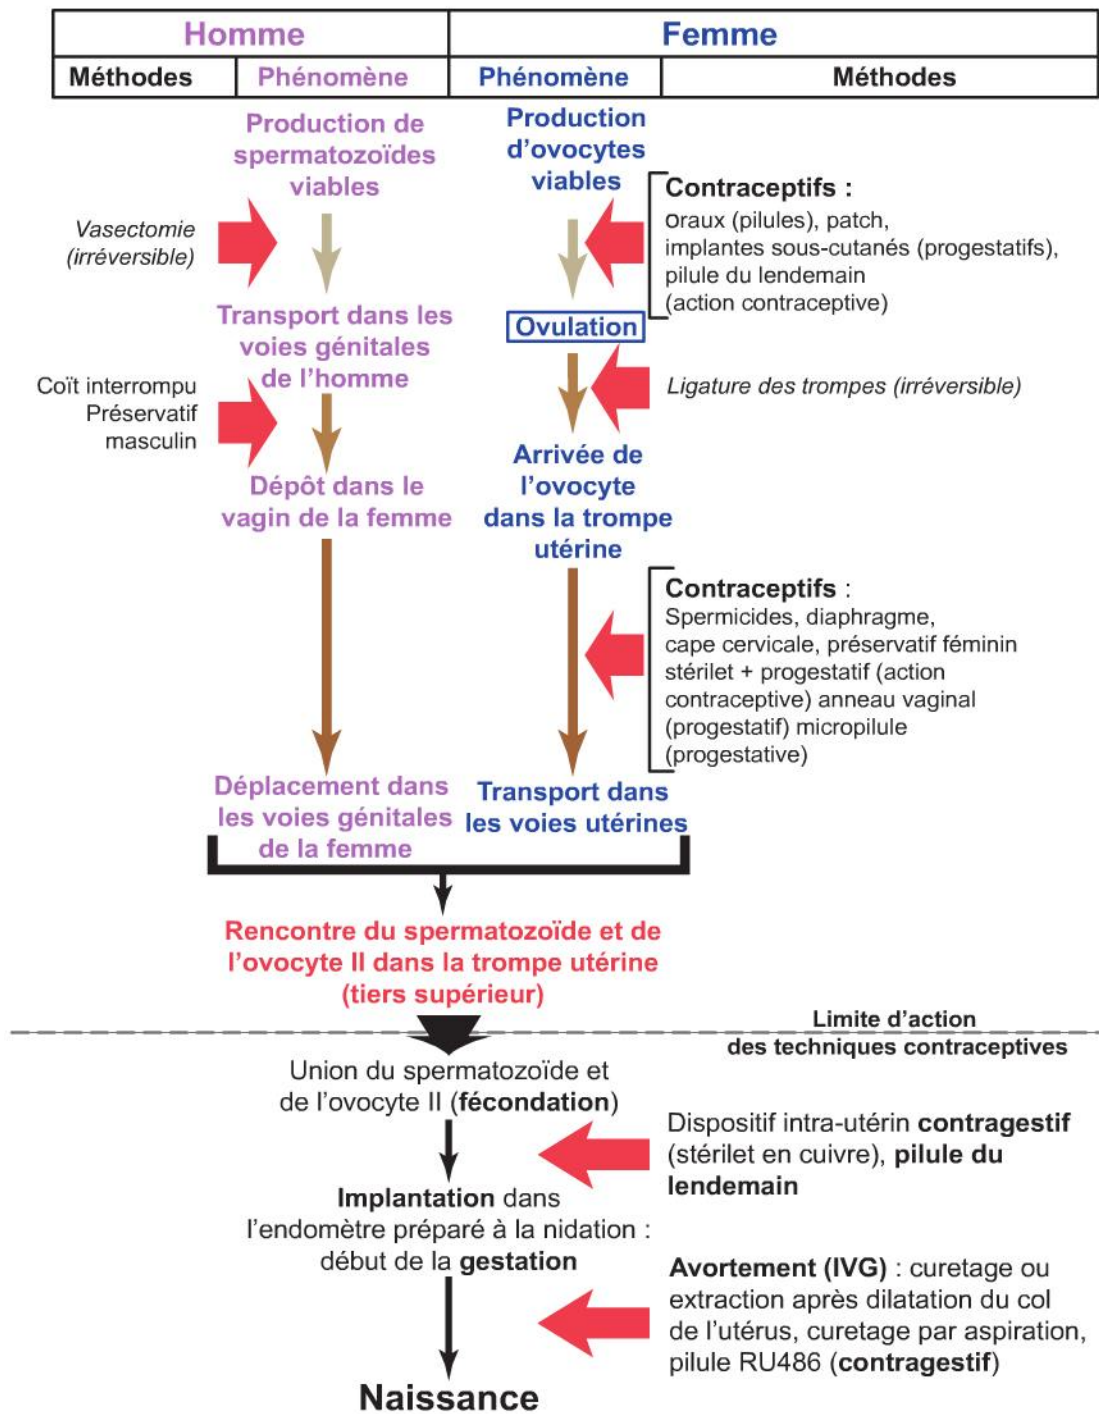 Homme
Femme
Méthodes
Phénomène
Phénomène
Méthodes
Production de
spermatozoïdes
viables
Production
d'ovocytes
viables
Contraceptifs :
oraux (pilules), patch,
implantes sous-cutanés (progestatifs),
pilule du lendemain
(action contraceptive)
Vasectomie
(irréversible)
Transport dans les
voies génitales
de l'homme
Ovulation
Ligature des trompes (irréversible)
Coït interrompu
Préservatif
masculin
Dépôt dans le
vagin de la femme
Arrivée de
l'ovocyte
dans la trompe
utérine
Contraceptifs :
Spermicides, diaphragme,
cape cervicale, préservatif féminin
stérilet + progestatif (action
contraceptive) anneau vaginal
(progestatif) micropilule
(progestative)
Déplacement dans
les voies génitales
de la femme
Transport dans
les voies utérines
Rencontre du spermatozoïde et de
l'ovocyte II dans la trompe utérine
(tiers supérieur)
Limite d'action
des techniques contraceptives
Union du spermatozoïde et
de l'ovocyte II (fécondation)
Dispositif intra-utérin contragestif
(stérilet en cuivre), pilule du
lendemain
Implantation dans
l'endomètre préparé à la nidation :
début de la gestation
Avortement (IVG) : curetage ou
extraction après dilatation du col
de l'utérus, curetage par aspiration,
pilule RU486 (contragestif)
Naissance